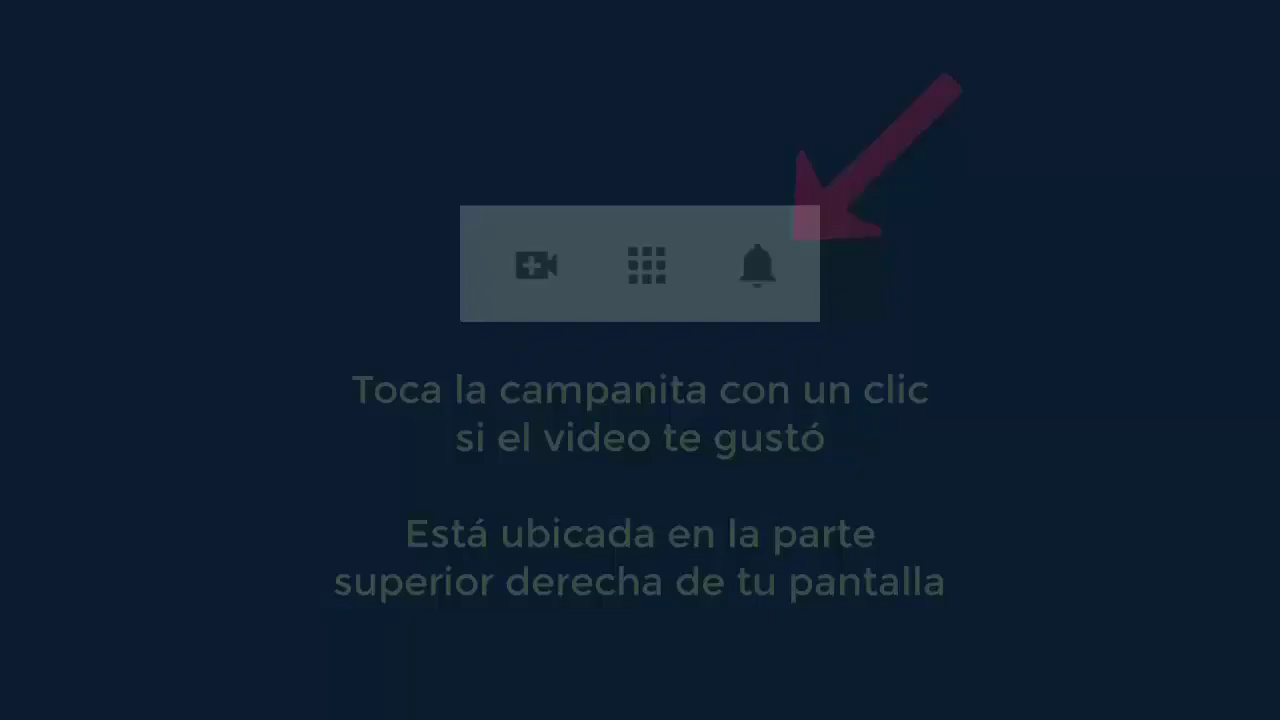 Toca la campanita con un clic
si el video te gustó
Está ubicada en la parte
superior derecha de tu pantalla